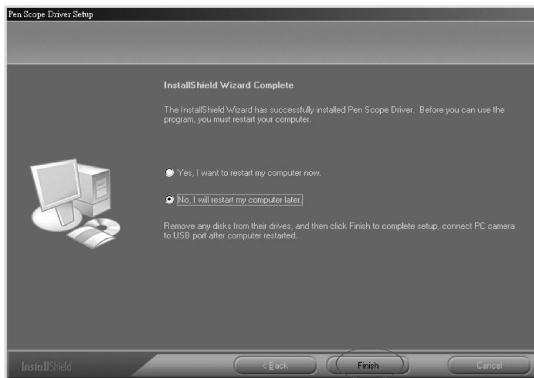 Pen Scope Driver Setup
InstallShield Wizard Complete
The InstallShield Wizard has successfully installed Pen Scope Driver. Before you can use the
program, you must restart your computer.
Yes, I want to restart my computer now.
No, I will restart my computer later.
Remove any disks from their drives, and then click Finish to complete setup, connect PC camera
to USB port after computer restarted.
InstallShield
< Back
Finish
Cancel